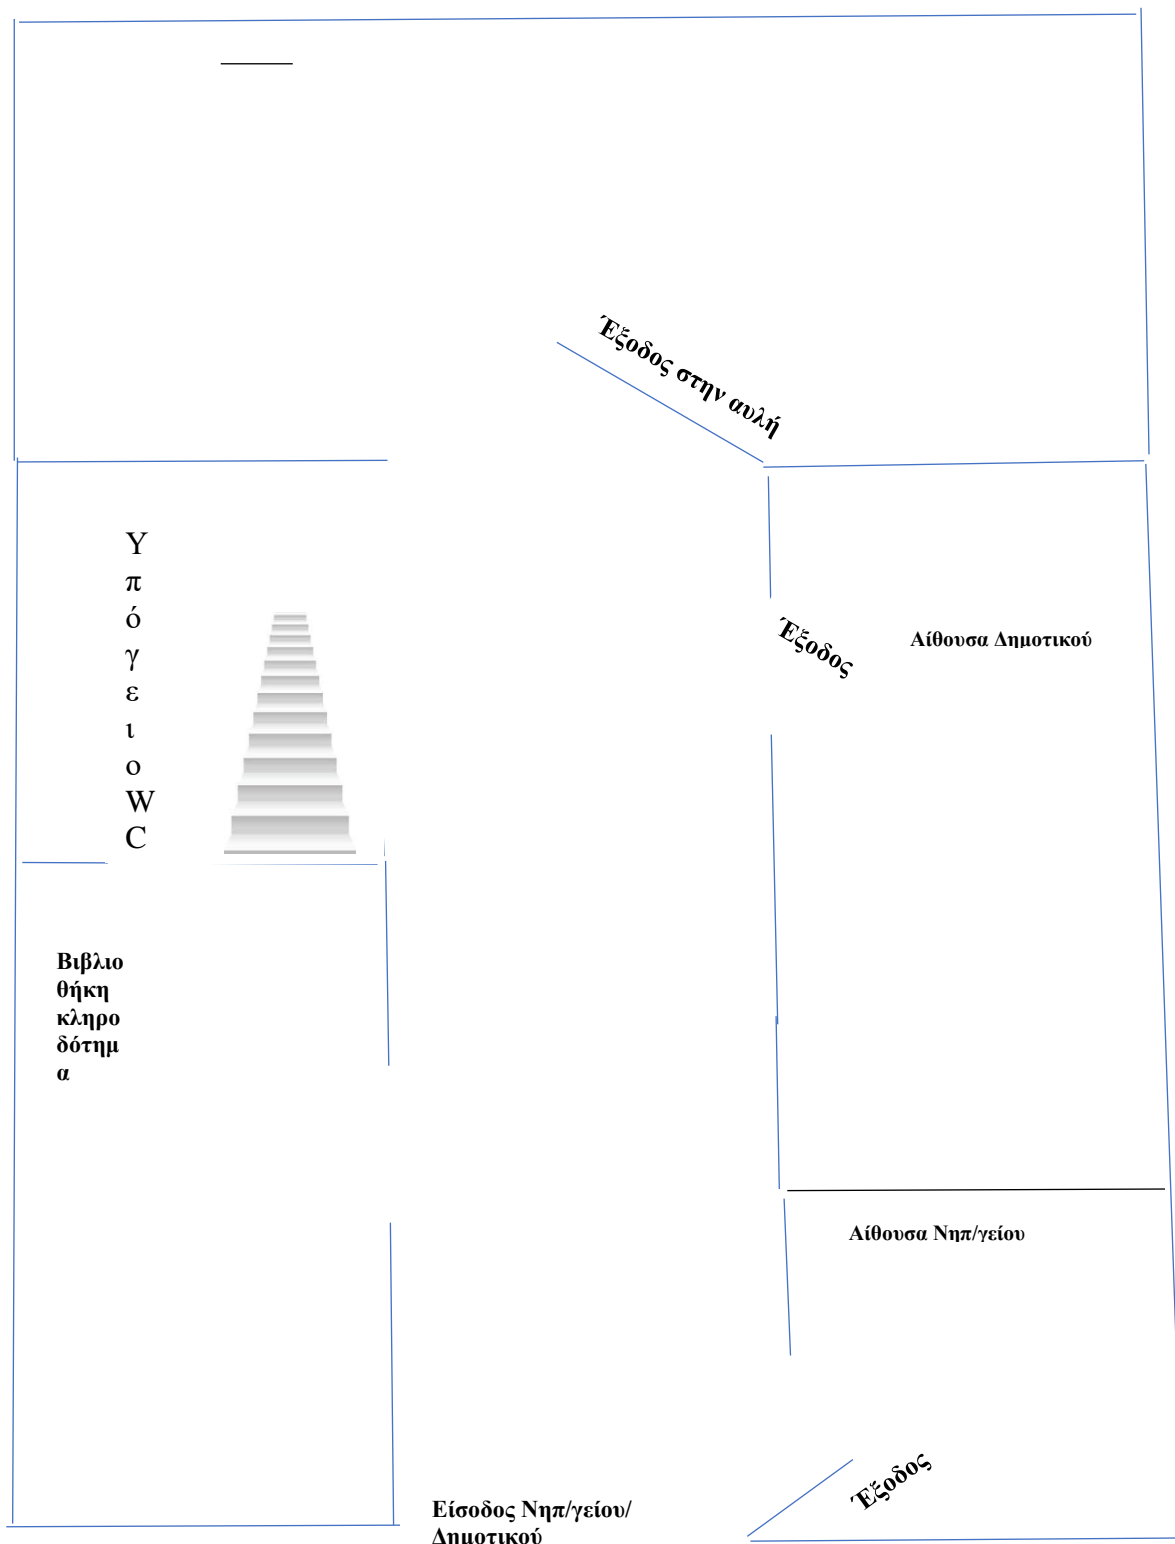 Έξοδος στην αυλή
Υ
π
ό
γ
ε
ι
ο
W
C
Έξοδος
Αίθουσα Δημοτικού
Βιβλιο
θήκη
κληρο
δότημ
α
Αίθουσα Νηπ/γείου
Έξοδος
Είσοδος Νηπ/γείου/
Δημοτικού